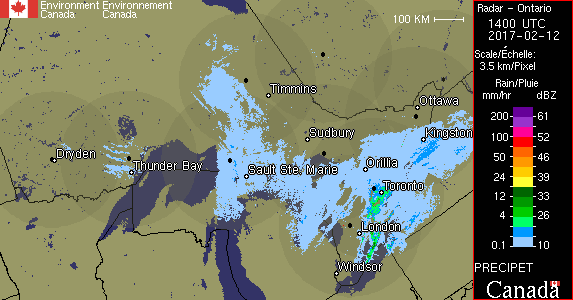 Environment Environnement
Canada Canada
100 KM
Radar - Ontario
1400 UTC
2017-02-12
Scale/Échelle:
3.5 km/Pixel
Rain/Pluie
mm/hr dBZ
200 61
100 52
50 46
24 39
12 33
4 26
0.1 10
PRECIPET
Canada
Timmins
Ottawa
Sudbury
Kingston
Dryden
Thunder Bay
Sault Ste. Marie
Orillia
Toronto
London
Windsor